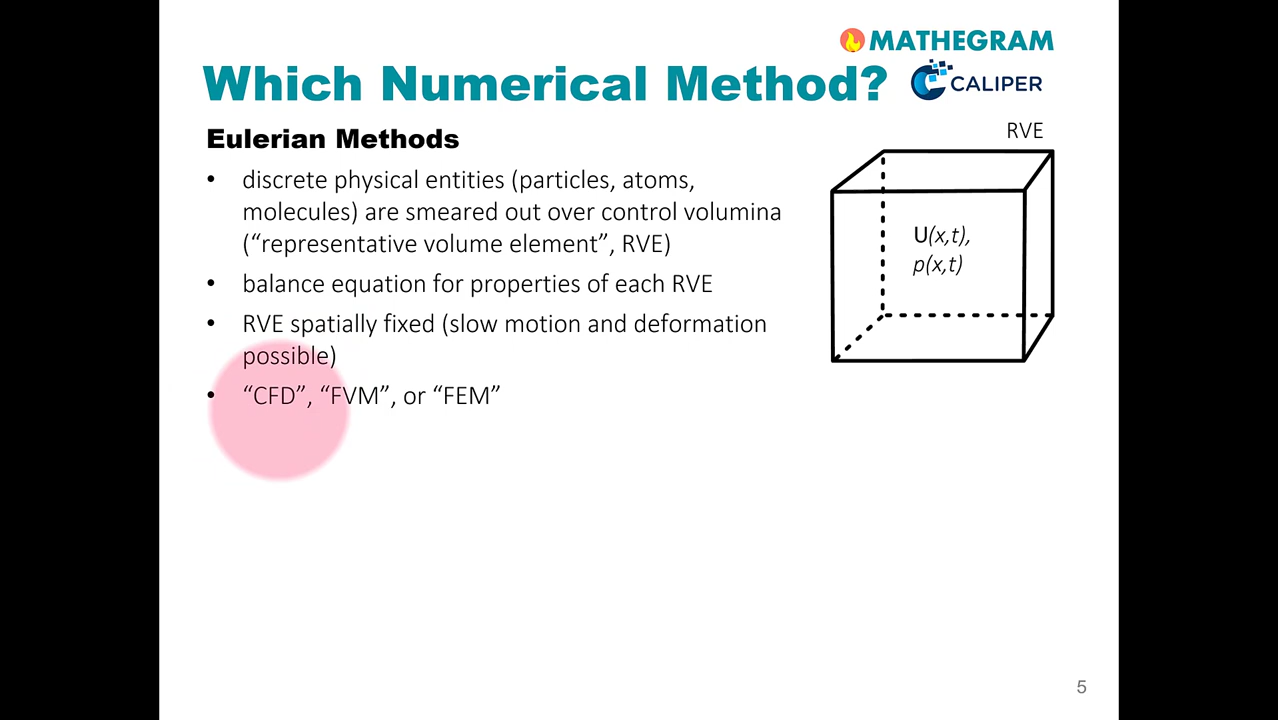 MATHEGRAM
Which Numerical Method?
CALIPER
Eulerian Methods
RVE
• discrete physical entities (particles, atoms,
molecules) are smeared out over control volumina
(“representative volume element”, RVE)
• balance equation for properties of each RVE
• RVE spatially fixed (slow motion and deformation
possible)
• “CFD”, “FVM”, or “FEM”
U(x,t),
p(x,t)
5